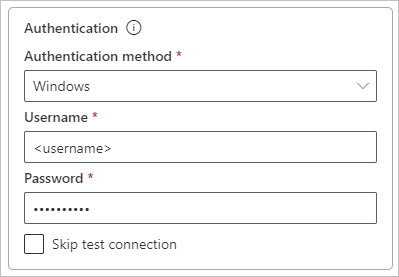 Authentication
Authentication method *
Windows
Username *
<username>
Password *
••••••••••
Skip test connection